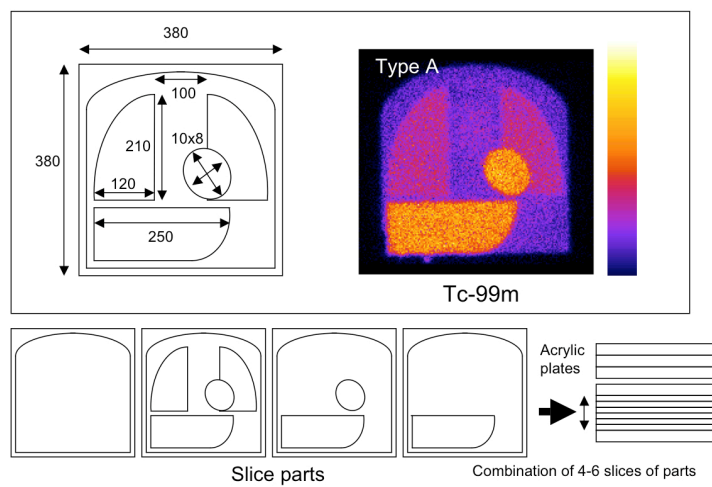 380
Type A
100
10x8
210
380
120
250
Tc-99m
Acrylic
plates
Slice parts
Combination of 4-6 slices of parts